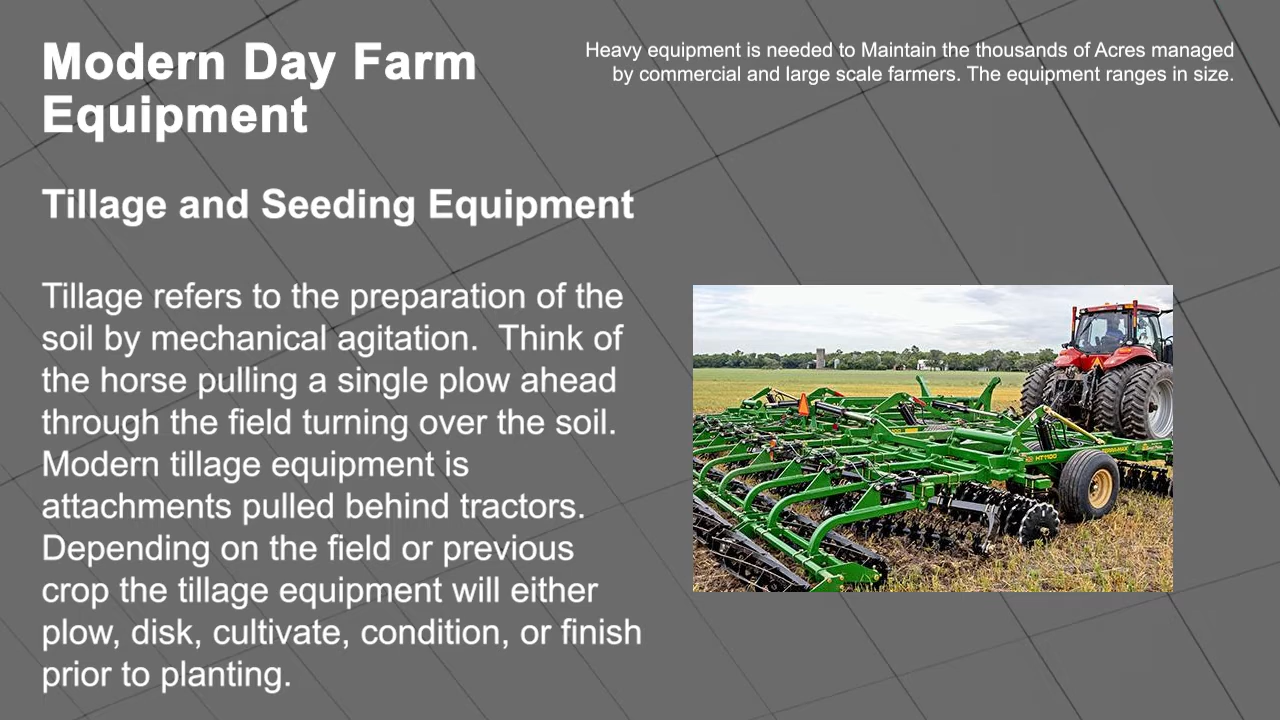 Modern Day Farm
Equipment
Heavy equipment is needed to Maintain the thousands of Acres managed
by commercial and large scale farmers. The equipment ranges in size.
Tillage and Seeding Equipment
Tillage refers to the preparation of the
soil by mechanical agitation.  Think of
the horse pulling a single plow ahead
through the field turning over the soil.
Modern tillage equipment is
attachments pulled behind tractors.
Depending on the field or previous
crop the tillage equipment will either
plow, disk, cultivate, condition, or finish
prior to planting.
HT1100